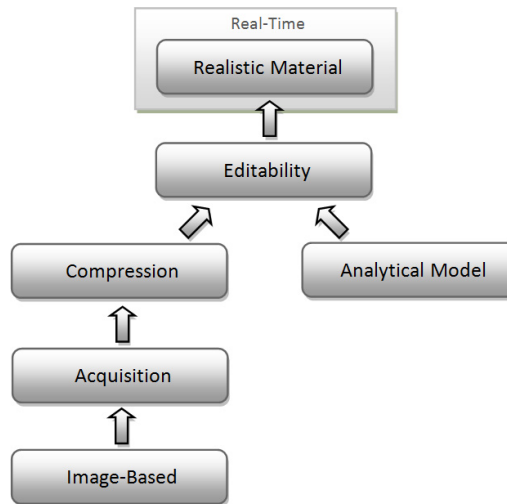 Real-Time
Realistic Material
Editability
Compression
Analytical Model
Acquisition
Image-Based